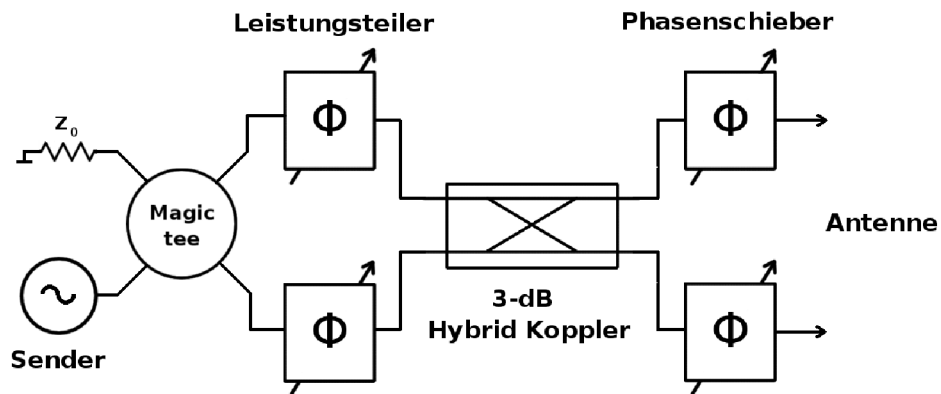 Leistungsteiler
Phasenschieber
Φ
Φ
Z₀
Magic
tee
Antenne
Φ
Φ
3-dB
Hybrid Koppler
Sender